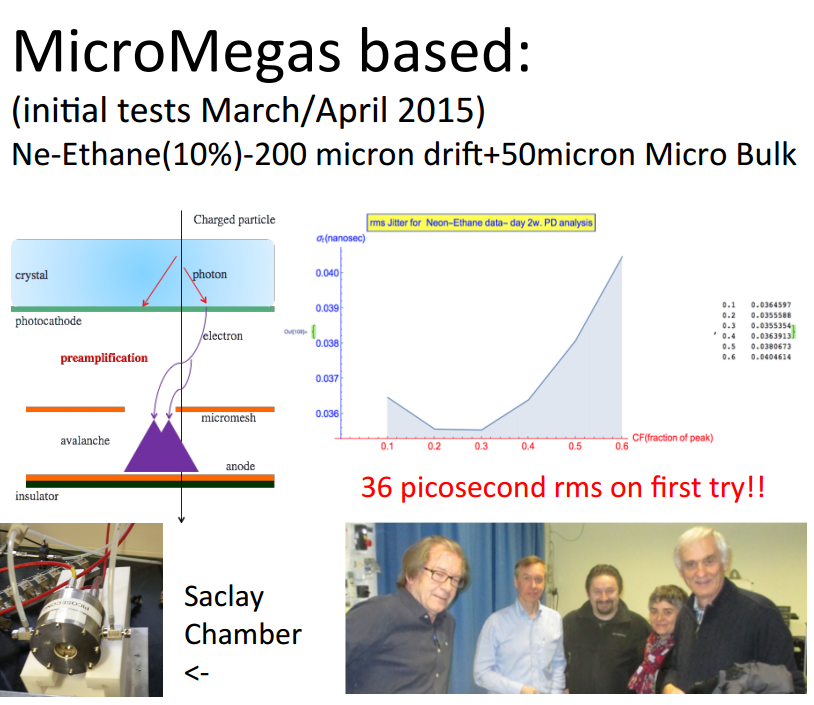 MicroMegas based:
(initial tests March/April 2015)
Ne-Ethane(10%)-200 micron drift+50micron Micro Bulk
Charged particle
crystal
photon
photocathode
electron
preamplification
micromesh
avalanche
anode
insulator
rms Jitter for Neon-Ethane data- day 2w. PD analysis
σt(nanosec)
0.040
0.039
0.038
0.037
0.036
0.1 0.2 0.3 0.4 0.5 0.6
CF(fraction of peak)
0.1 0.0364597
0.2 0.0355588
0.3 0.0355354
0.4 0.0363913
0.5 0.0380673
0.6 0.0404614
36 picosecond rms on first try!!
Saclay
Chamber
<-